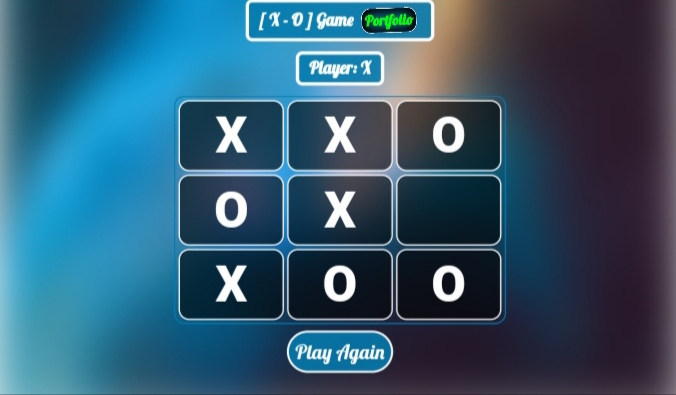 [ X - O ] Game Portfolio
Player: X
X X O
O X
X O O
Play Again